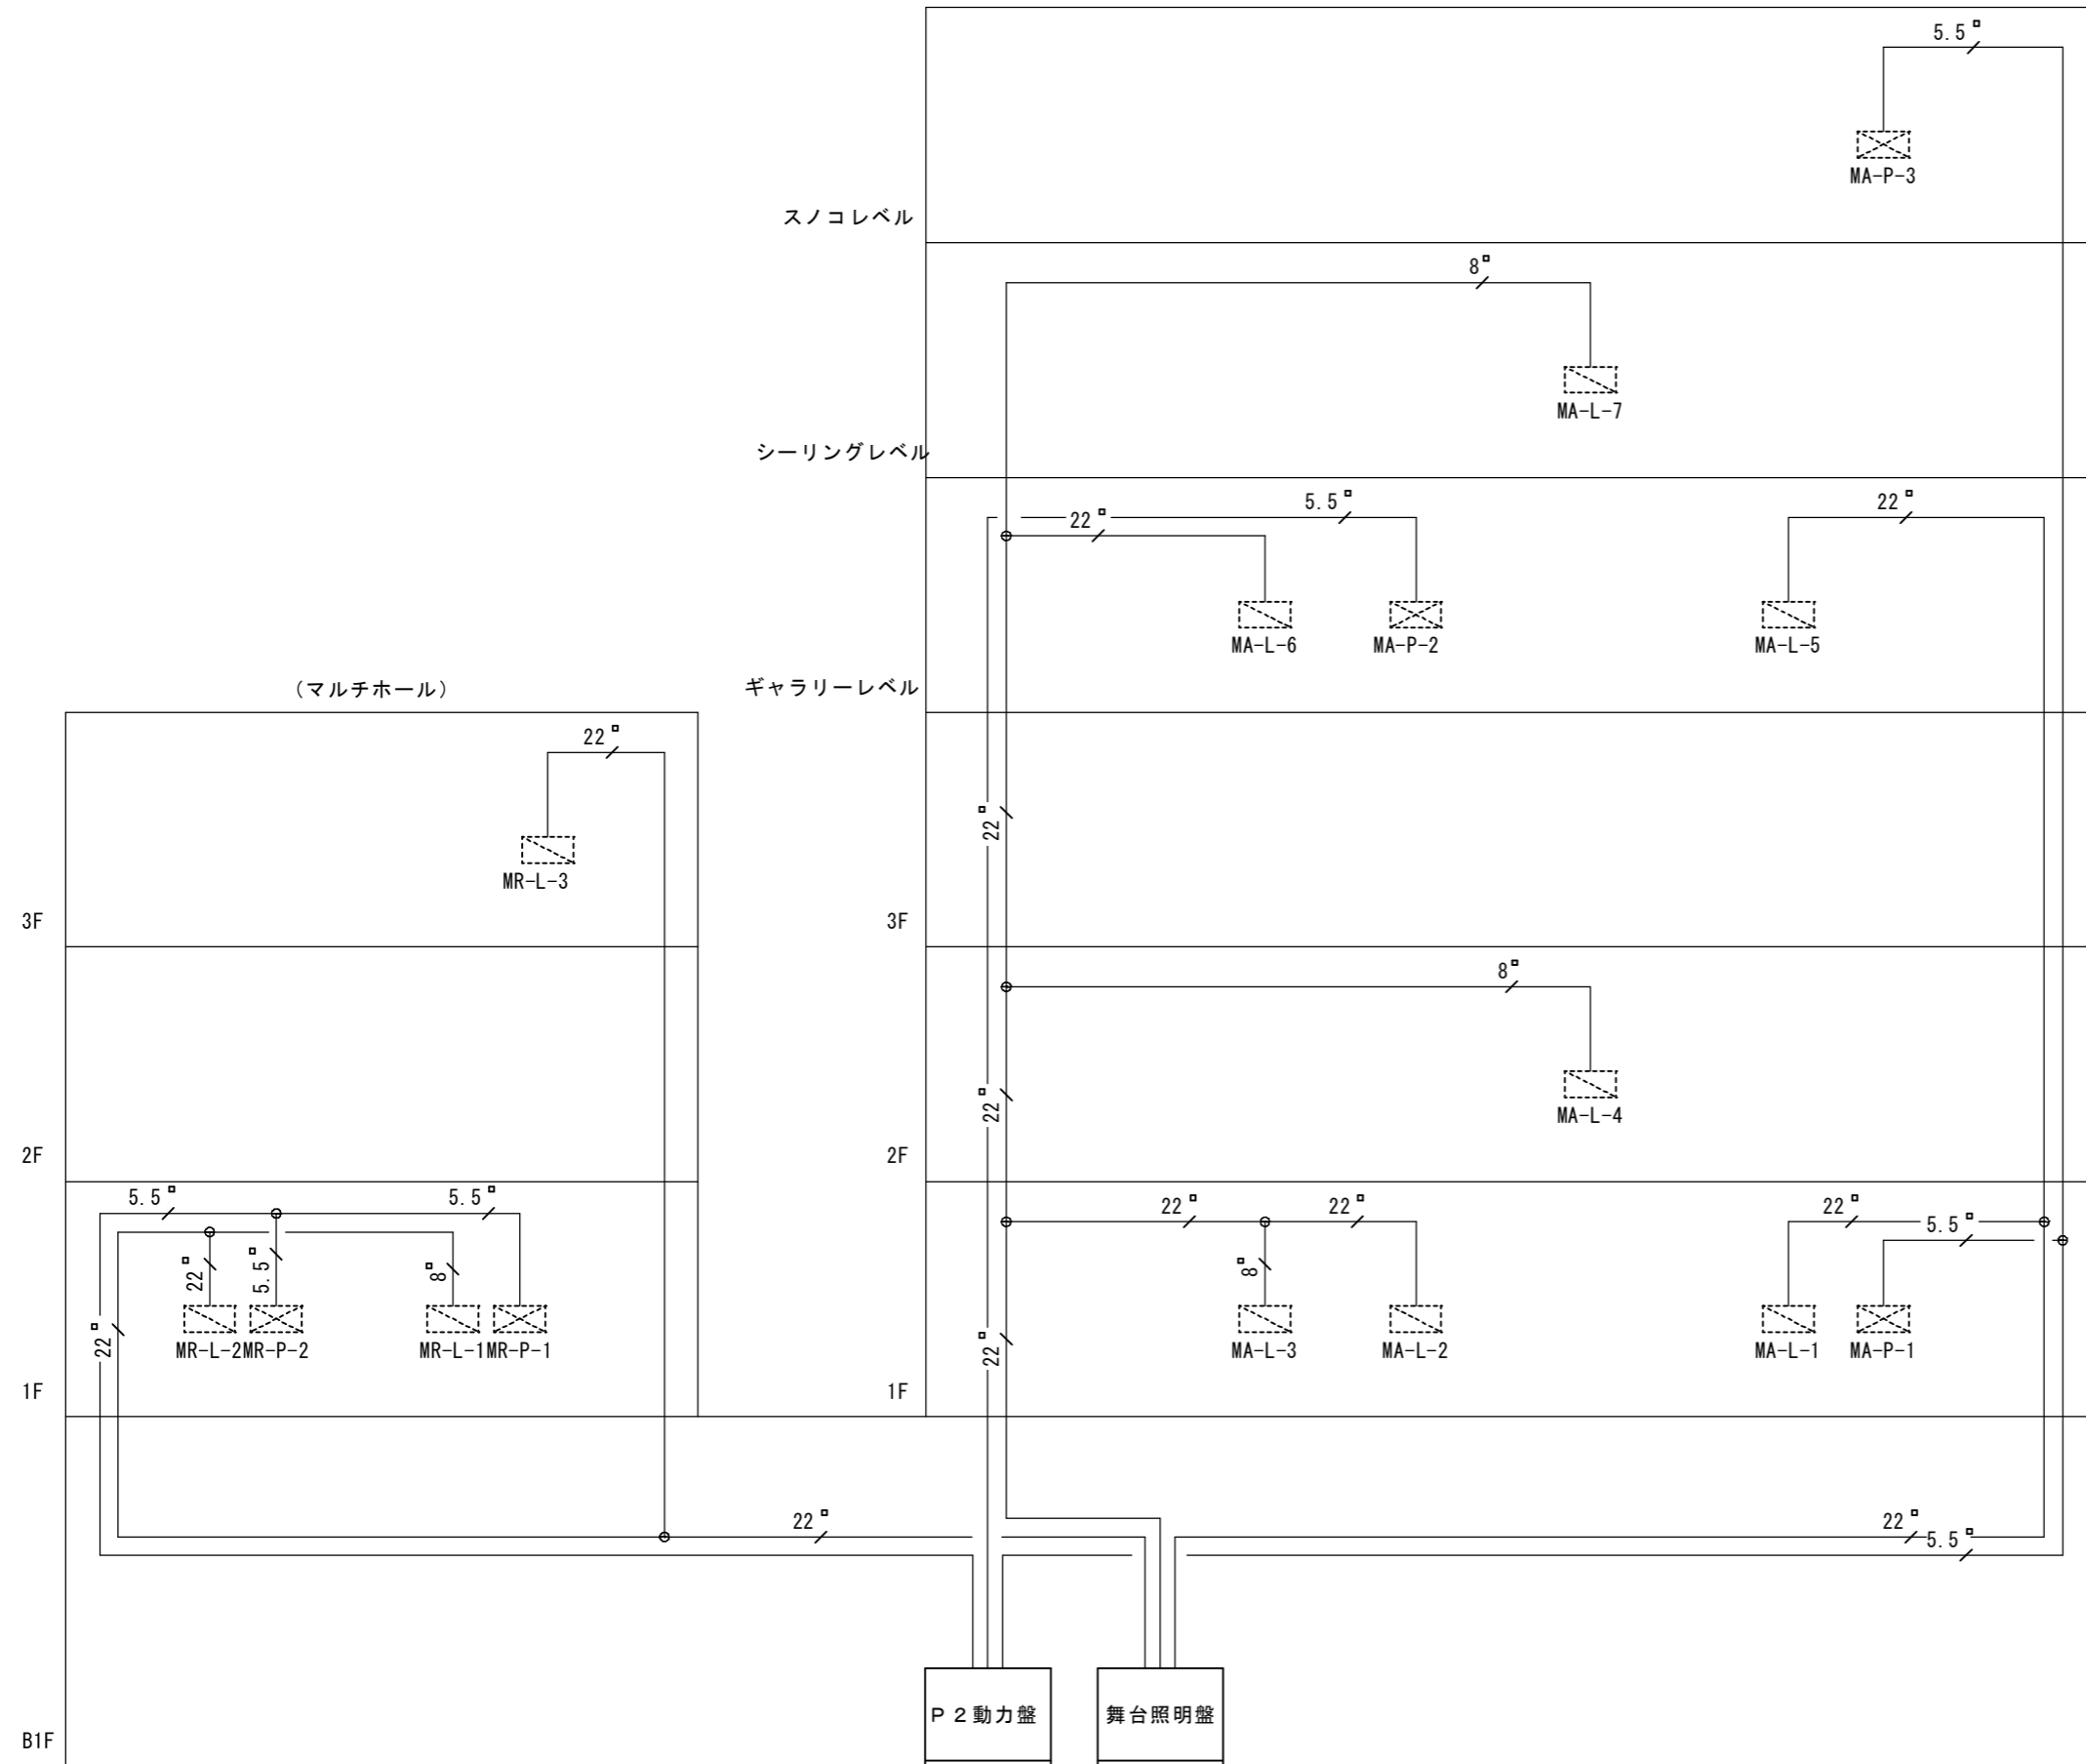 5.5□
MA-P-3
スノコレベル
8□
MA-L-7
シーリングレベル
22□
5.5□
22□
MA-L-6
MA-P-2
MA-L-5
(マルチホール)
ギャラリーレベル
22□
22□
MR-L-3
3F
3F
8□
22□
MA-L-4
2F
2F
5.5□
5.5□
22□
22□
22□
5.5□
22□
5.5□
8□
8□
22□
22□
MR-L-2
MR-P-2
MR-L-1
MR-P-1
MA-L-3
MA-L-2
MA-L-1
MA-P-1
1F
1F
22□
22□
5.5□
P2動力盤
舞台照明盤
B1F